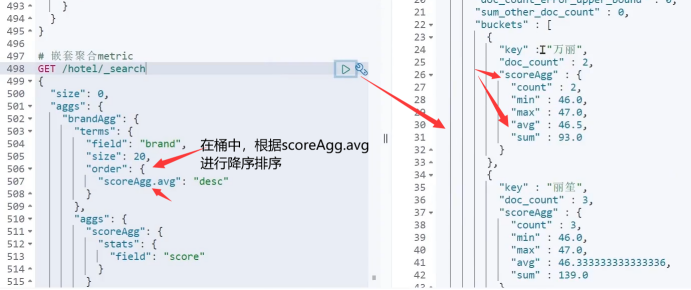 493 }
494 }
495 }
496
497 # 嵌套聚合metric
498 GET /hotel/_search
499 {
500 "size": 0,
501 "aggs": {
502 "brandAgg": {
503 "terms": {
504 "field": "brand",
505 "size": 20,
506 "order": {
507 "scoreAgg.avg": "desc"
508 }
509 },
510 "aggs": {
511 "scoreAgg": {
512 "stats": {
513 "field": "score"
514 }
515 }
在桶中，根据scoreAgg.avg
进行降序排序
20 "doc_count_error_upper_bound" : 0,
21 "sum_other_doc_count" : 0,
22 "buckets" : [
23 {
24 "key" : "万丽",
25 "doc_count" : 2,
26 "scoreAgg" : {
27 "count" : 2,
28 "min" : 46.0,
29 "max" : 47.0,
30 "avg" : 46.5,
31 "sum" : 93.0
32 }
33 },
34 {
35 "key" : "丽笙",
36 "doc_count" : 3,
37 "scoreAgg" : {
38 "count" : 3,
39 "min" : 46.0,
40 "max" : 47.0,
41 "avg" : 46.333333333333336,
42 "sum" : 139.0
43 }